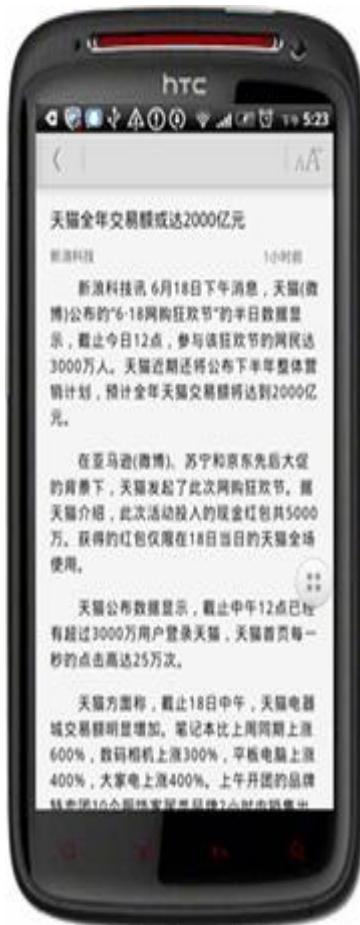 htc
5:23
AA
天猫全年交易额或达2000亿元
新浪科技
1小时前
新浪科技讯 6月18日下午消息，天猫(微
博)公布的“6·18网购狂欢节”的半日数据显
示，截止今日12点，参与该狂欢节的网民达
3000万人。天猫近期还将公布下半年整体营
销计划，预计全年天猫交易额将达到2000亿
元。
在亚马逊(微博)、苏宁和京东先后大促
的背景下，天猫发起了此次网购狂欢节。据
天猫介绍，此次活动投入的现金红包共5000
万。获得的红包仅限在18日当日的天猫全场
使用。
天猫公布数据显示，截止中午12点已经
有超过3000万用户登录天猫，天猫首页每一
秒的点击高达25万次。
天猫方面称，截止18日中午，天猫电器
城交易额明显增加。笔记本比上周同期上涨
600%，数码相机上涨300%，平板电脑上涨
400%，大家电上涨400%。上午开团的品牌